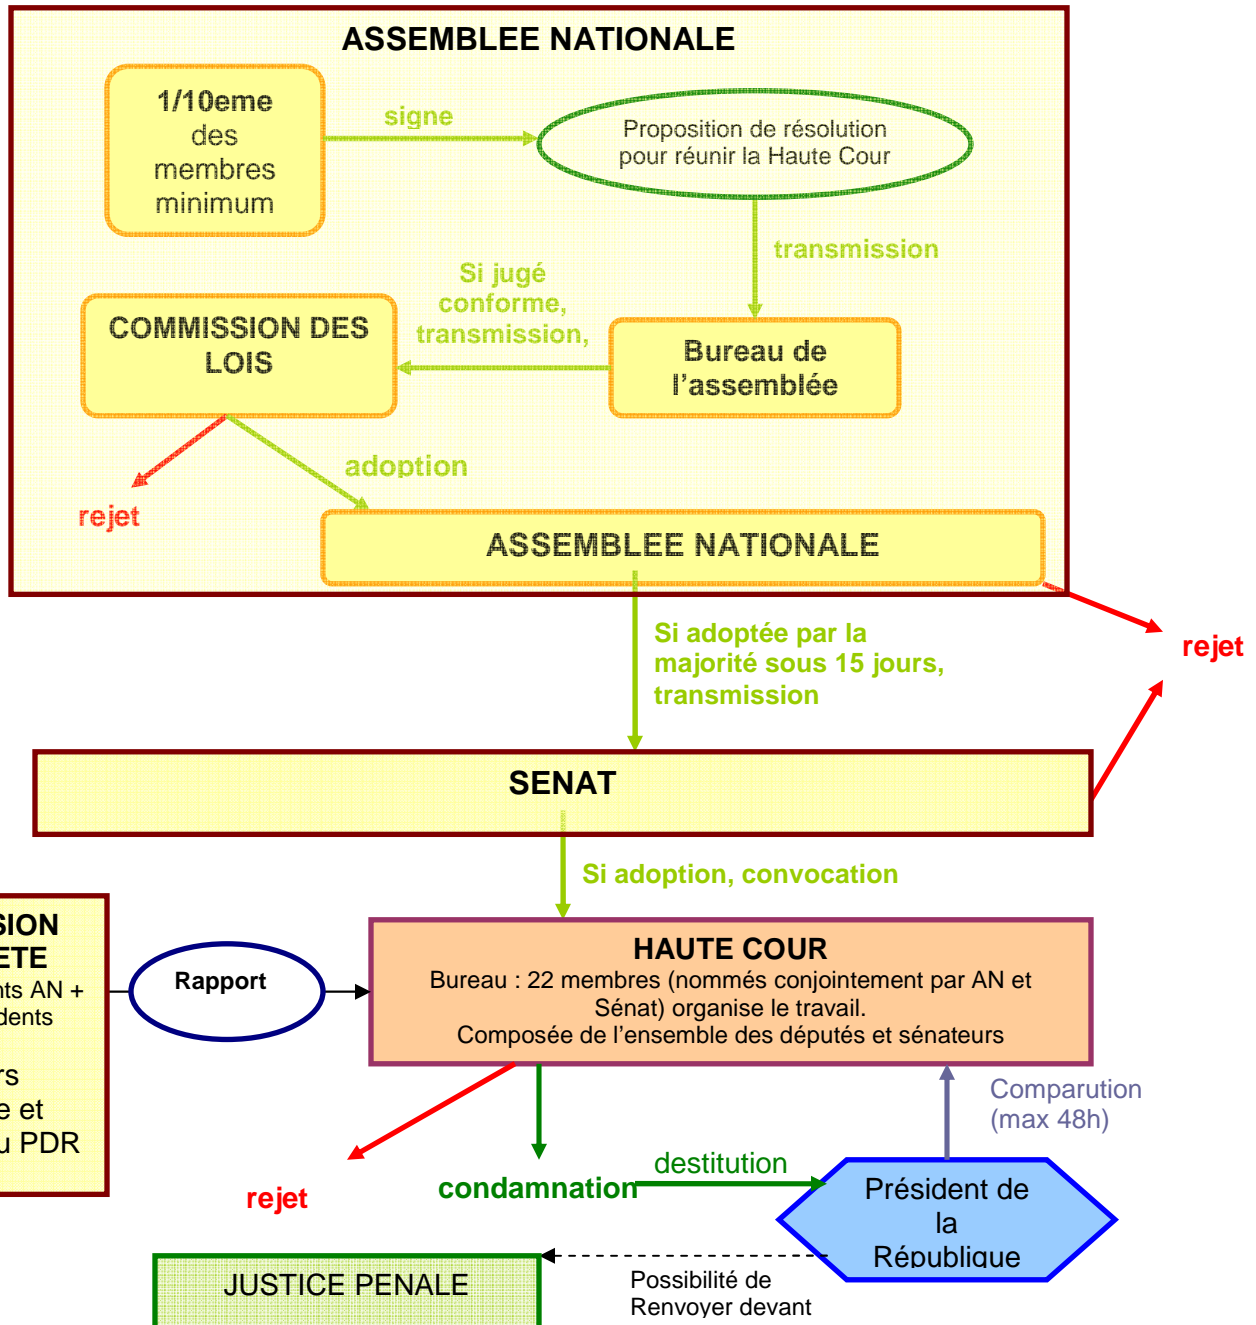 ASSEMBLEE NATIONALE
1/10eme
des
membres
minimum
signe
Proposition de résolution
pour réunir la Haute Cour
transmission
Si jugé
conforme,
transmission,
COMMISSION DES
LOIS
Bureau de
l'assemblée
adoption
rejet
ASSEMBLEE NATIONALE
Si adoptée par la
majorité sous 15 jours,
transmission
rejet
SENAT
Si adoption, convocation
HAUTE COUR
Bureau : 22 membres (nommés conjointement par AN et
Sénat) organise le travail.
Composée de l'ensemble des députés et sénateurs
Rapport
AN +
et
PDR
Comparution
(max 48h)
rejet
condamnation
destitution
Président de
la
République
JUSTICE PENALE
Possibilité de
Renvoyer devant